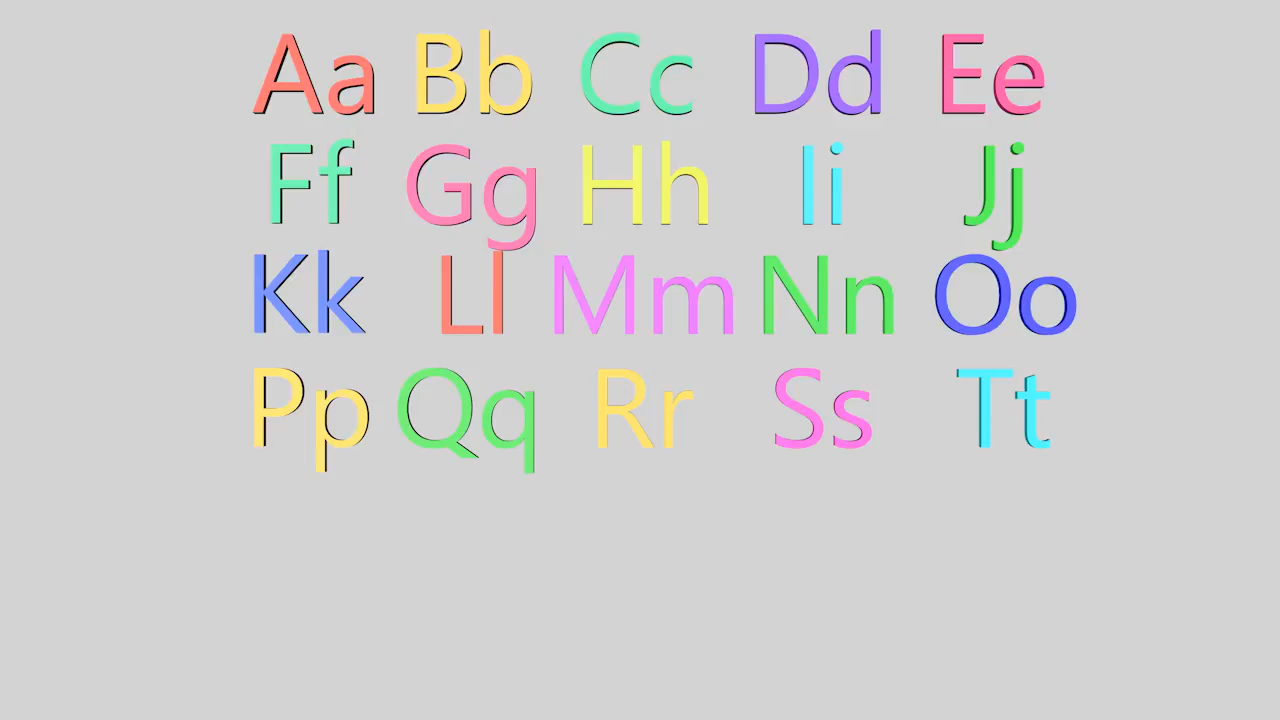 Aa Bb Cc Dd Ee
Ff Gg Hh Ii Jj
Kk Ll Mm Nn Oo
Pp Qq Rr Ss Tt